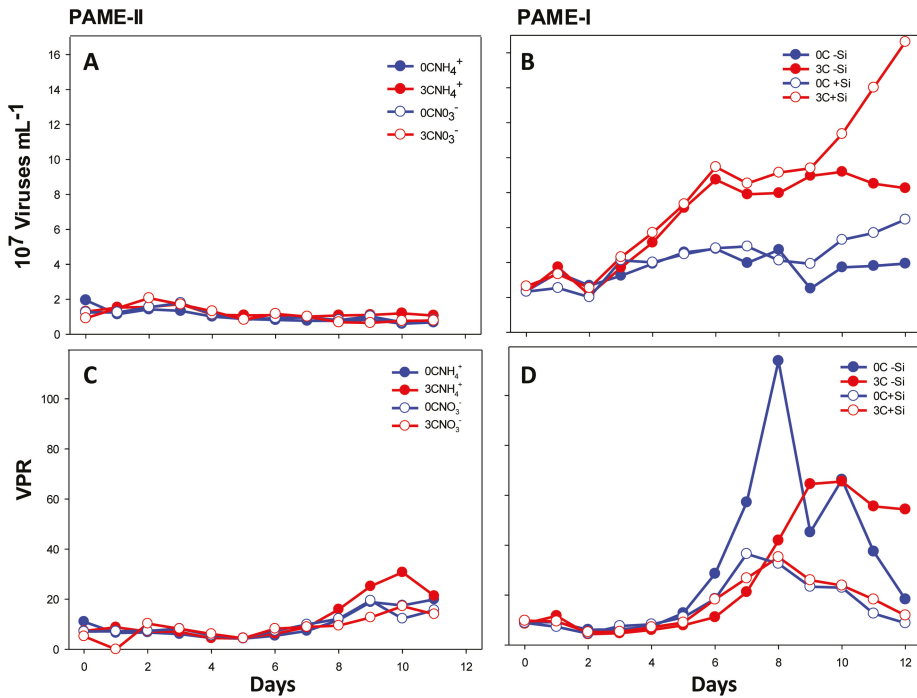 PAME-II
PAME-I
A
0CNH₄⁺
3CNH₄⁺
0CN0₃⁻
3CN0₃⁻
16
14
12
10
8
6
4
2
0
10⁷ Viruses mL⁻¹
B
0C -Si
3C -Si
0C +Si
3C+Si
C
0CNH₄⁺
3CNH₄⁺
0CNO₃⁻
3CNO₃⁻
100
80
60
40
20
0
VPR
0 2 4 6 8 10 12
Days
D
0C -Si
3C -Si
0C+Si
3C+Si
0 2 4 6 8 10 12
Days